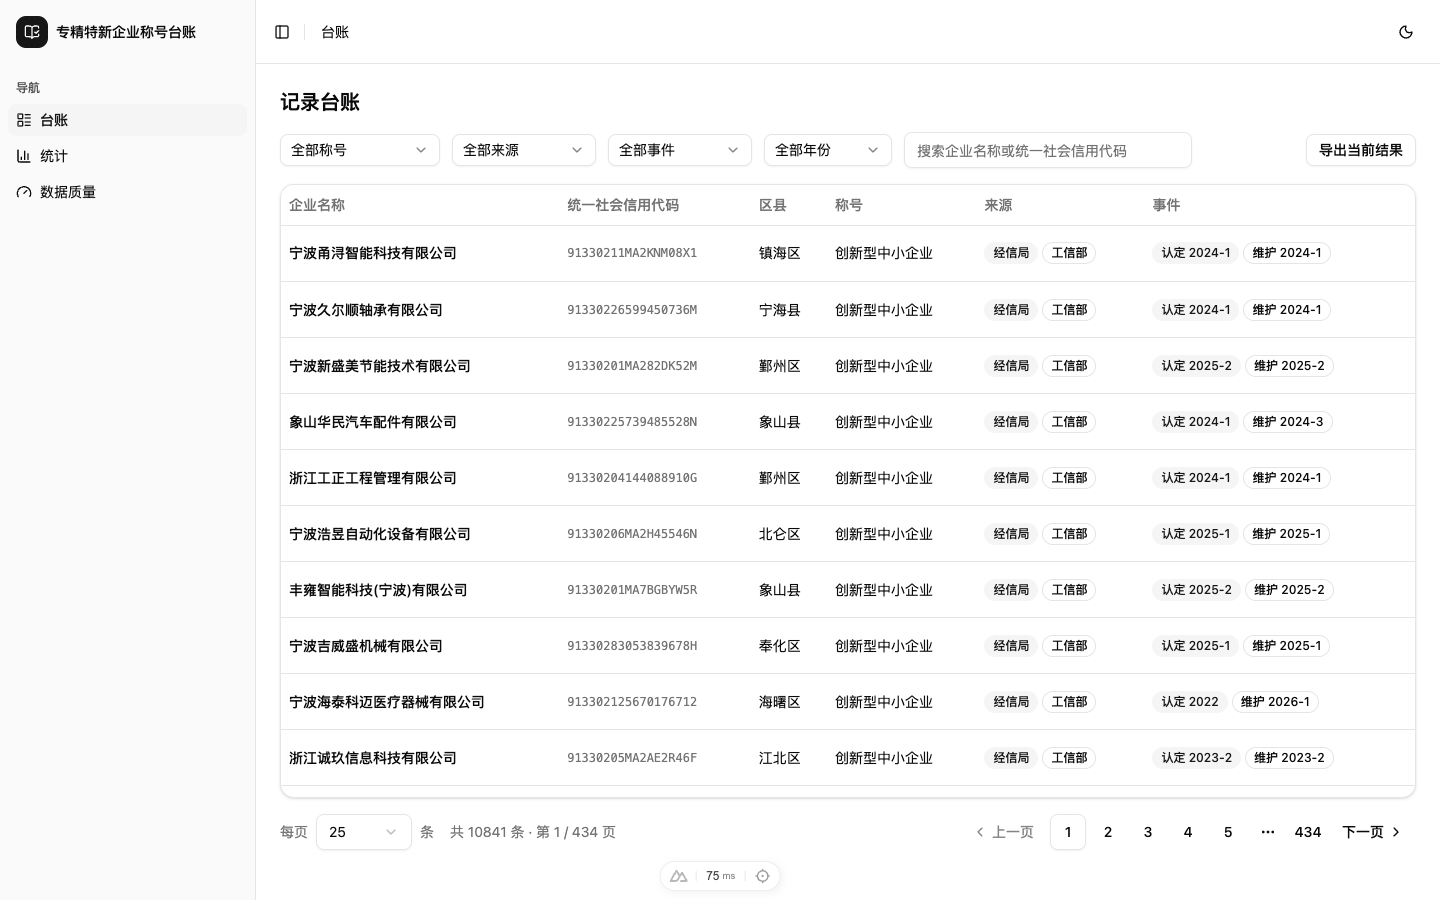 专精特新企业称号台账
台账
导航
台账
统计
数据质量
记录台账
全部称号 全部来源 全部事件 全部年份 搜索企业名称或统一社会信用代码 导出当前结果
企业名称 统一社会信用代码 区县 称号 来源 事件
宁波甬浔智能科技有限公司 91330211MA2KNM08X1 镇海区 创新型中小企业 经信局 工信部 认定 2024-1 维护 2024-1
宁波久尔顺轴承有限公司 91330226599450736M 宁海县 创新型中小企业 经信局 工信部 认定 2024-1 维护 2024-1
宁波新盛美节能技术有限公司 91330201MA282DK52M 鄞州区 创新型中小企业 经信局 工信部 认定 2025-2 维护 2025-2
象山华民汽车配件有限公司 91330225739485528N 象山县 创新型中小企业 经信局 工信部 认定 2024-1 维护 2024-3
浙江工正工程管理有限公司 91330204144088910G 鄞州区 创新型中小企业 经信局 工信部 认定 2024-1 维护 2024-1
宁波浩昱自动化设备有限公司 91330206MA2H45546N 北仑区 创新型中小企业 经信局 工信部 认定 2025-1 维护 2025-1
丰雍智能科技(宁波)有限公司 91330201MA7BGBYW5R 象山县 创新型中小企业 经信局 工信部 认定 2025-2 维护 2025-2
宁波吉威盛机械有限公司 91330283053839678H 奉化区 创新型中小企业 经信局 工信部 认定 2025-1 维护 2025-1
宁波海泰科迈医疗器械有限公司 913302125670176712 海曙区 创新型中小企业 经信局 工信部 认定 2022 维护 2026-1
浙江诚玖信息科技有限公司 91330205MA2AE2R46F 江北区 创新型中小企业 经信局 工信部 认定 2023-2 维护 2023-2
每页 25 条 共 10841 条 · 第 1 / 434 页 上一页 1 2 3 4 5 ··· 434 下一页
75 ms